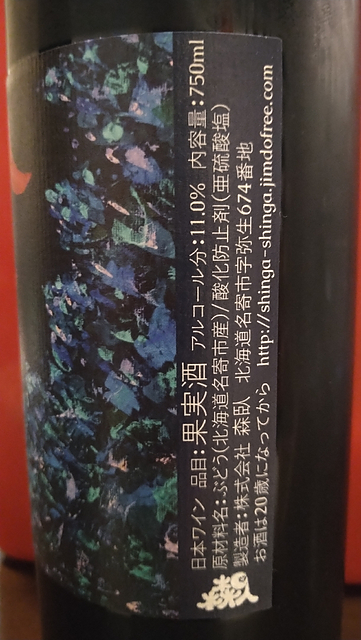 日本ワイン 品目:果実酒 アルコール分:11.0% 内容量:750ml
原材料名:ぶどう(北海道名寄市産)/酸化防止剤(亜硫酸塩)
製造者:株式会社 森臥 北海道名寄市字弥生674番地
お酒は20歳になってから http://shinga-shinga.jimdofree.com